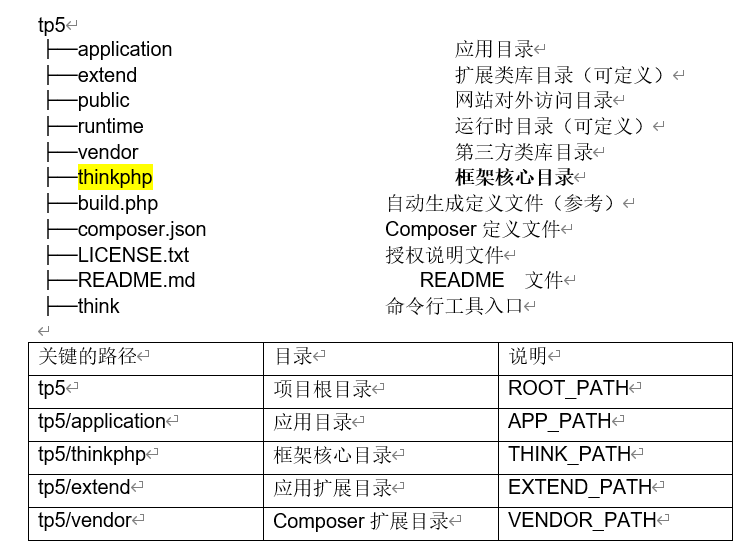 tp5
├──application 应用目录
├──extend 扩展类库目录（可定义）
├──public 网站对外访问目录
├──runtime 运行时目录（可定义）
├──vendor 第三方类库目录
├──thinkphp 框架核心目录
├──build.php 自动生成定义文件（参考）
├──composer.json Composer 定义文件
├──LICENSE.txt 授权说明文件
├──README.md README 文件
├──think 命令行工具入口
关键的路径 目录 说明
tp5 项目根目录 ROOT_PATH
tp5/application 应用目录 APP_PATH
tp5/thinkphp 框架核心目录 THINK_PATH
tp5/extend 应用扩展目录 EXTEND_PATH
tp5/vendor Composer 扩展目录 VENDOR_PATH